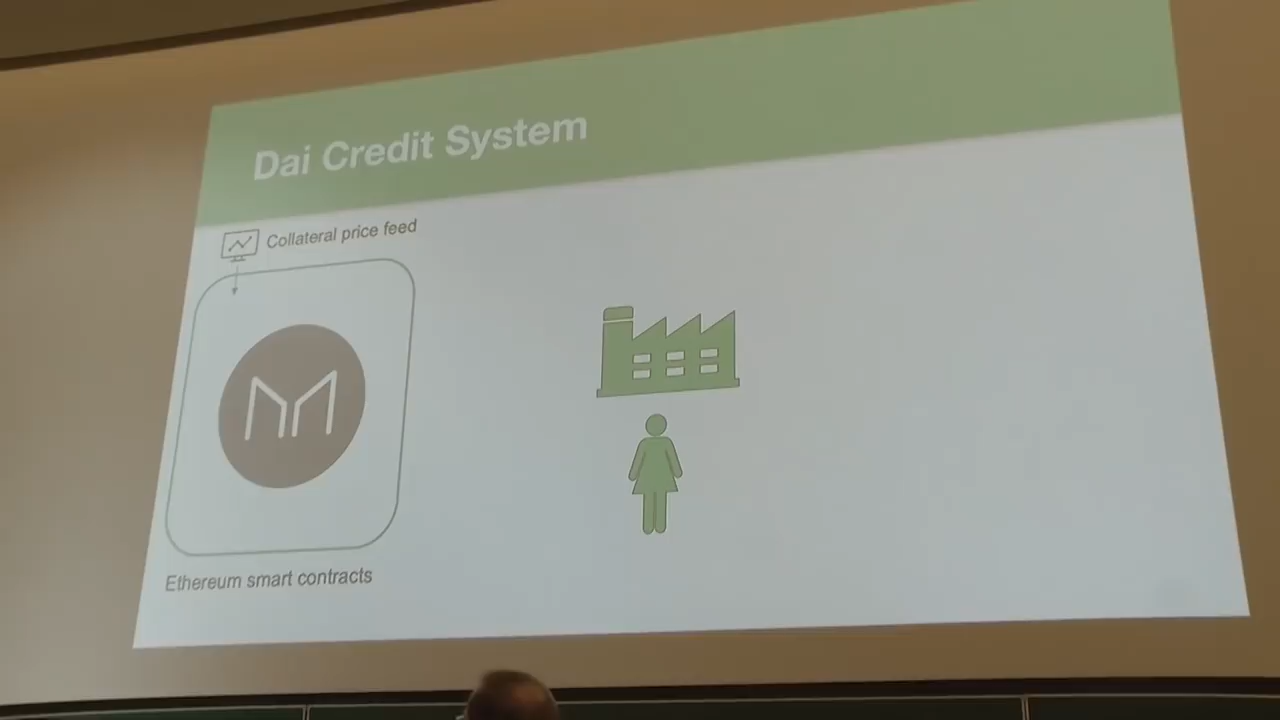 Dai Credit System
Collateral price feed
Ethereum smart contracts